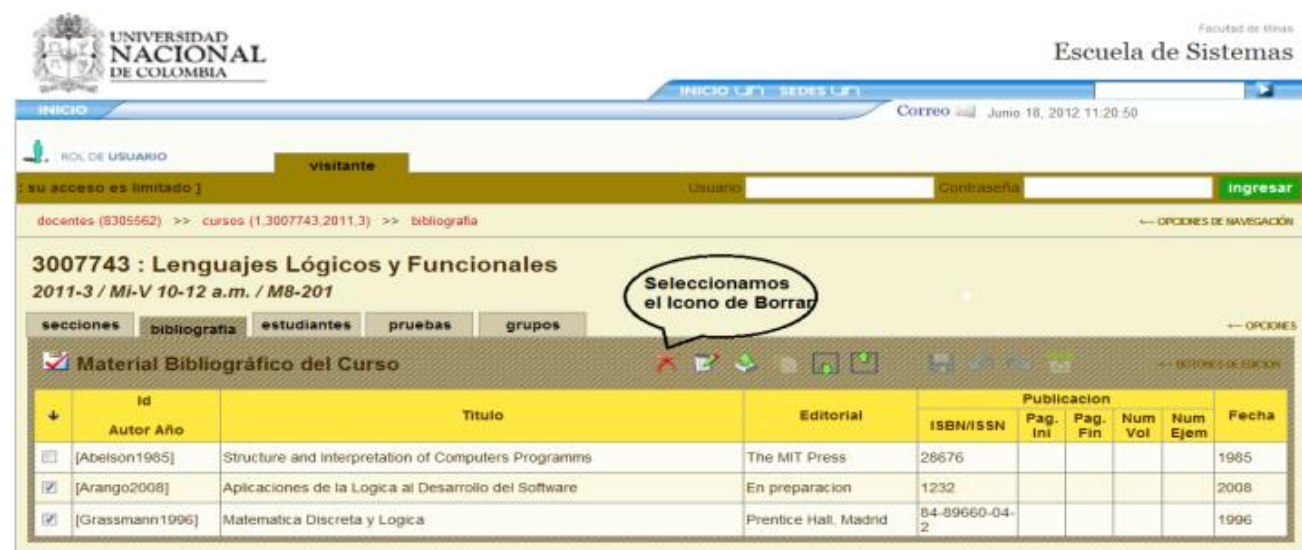 UNIVERSIDAD
NACIONAL
DE COLOMBIA
Facultad de Minas
Escuela de Sistemas
INICIO UN SEDES UN
INICIO
Correo Junio 18, 2012 11:20:50
ROL DE USUARIO
visitante
: su acceso es limitado ]
Usuario
Contraseña
ingresar
docentes (8305562) >> cursos (1,3007743,2011,3) >> bibliografia
<-- OPCIONES DE NAVEGACIÓN
3007743 : Lenguajes Lógicos y Funcionales
2011-3 / Mi-V 10-12 a.m. / M8-201
Seleccionamos
el Icono de Borrar
secciones bibliografia estudiantes pruebas grupos
<-- OPCIONES
Material Bibliográfico del Curso
<-- BOTONES DE EDICION
Id
Autor Año
Titulo
Editorial
Publicacion
ISBN/ISSN
Pag. Ini
Pag. Fin
Num Vol
Num Ejem
Fecha
[Abelson1985] Structure and Interpretation of Computers Programms The MIT Press 28676 1985
[Arango2008] Aplicaciones de la Logica al Desarrollo del Software En preparacion 1232 2008
[Grassmann1996] Matematica Discreta y Logica Prentice Hall, Madrid 84-89660-04-2 1996